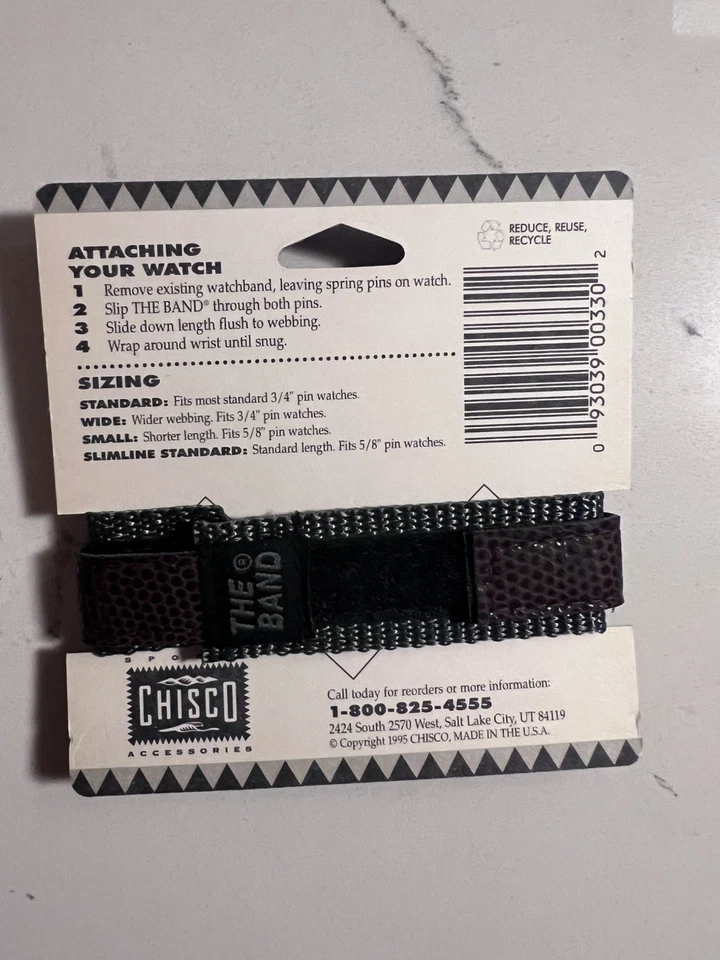 ATTACHING
YOUR WATCH
1 Remove existing watchband, leaving spring pins on watch.
2 Slip THE BAND® through both pins.
3 Slide down length flush to webbing.
4 Wrap around wrist until snug.
REDUCE, REUSE,
RECYCLE
0 93039 00330 2
SIZING
STANDARD: Fits most standard 3/4" pin watches.
WIDE: Wider webbing. Fits 3/4" pin watches.
SMALL: Shorter length. Fits 5/8" pin watches.
SLIMLINE STANDARD: Standard length. Fits 5/8" pin watches.
THE ®
BAND
CHISCO
ACCESSORIES
Call today for reorders or more information:
1-800-825-4555
2424 South 2570 West, Salt Lake City, UT 84119
© Copyright 1995 CHISCO, MADE IN THE U.S.A.